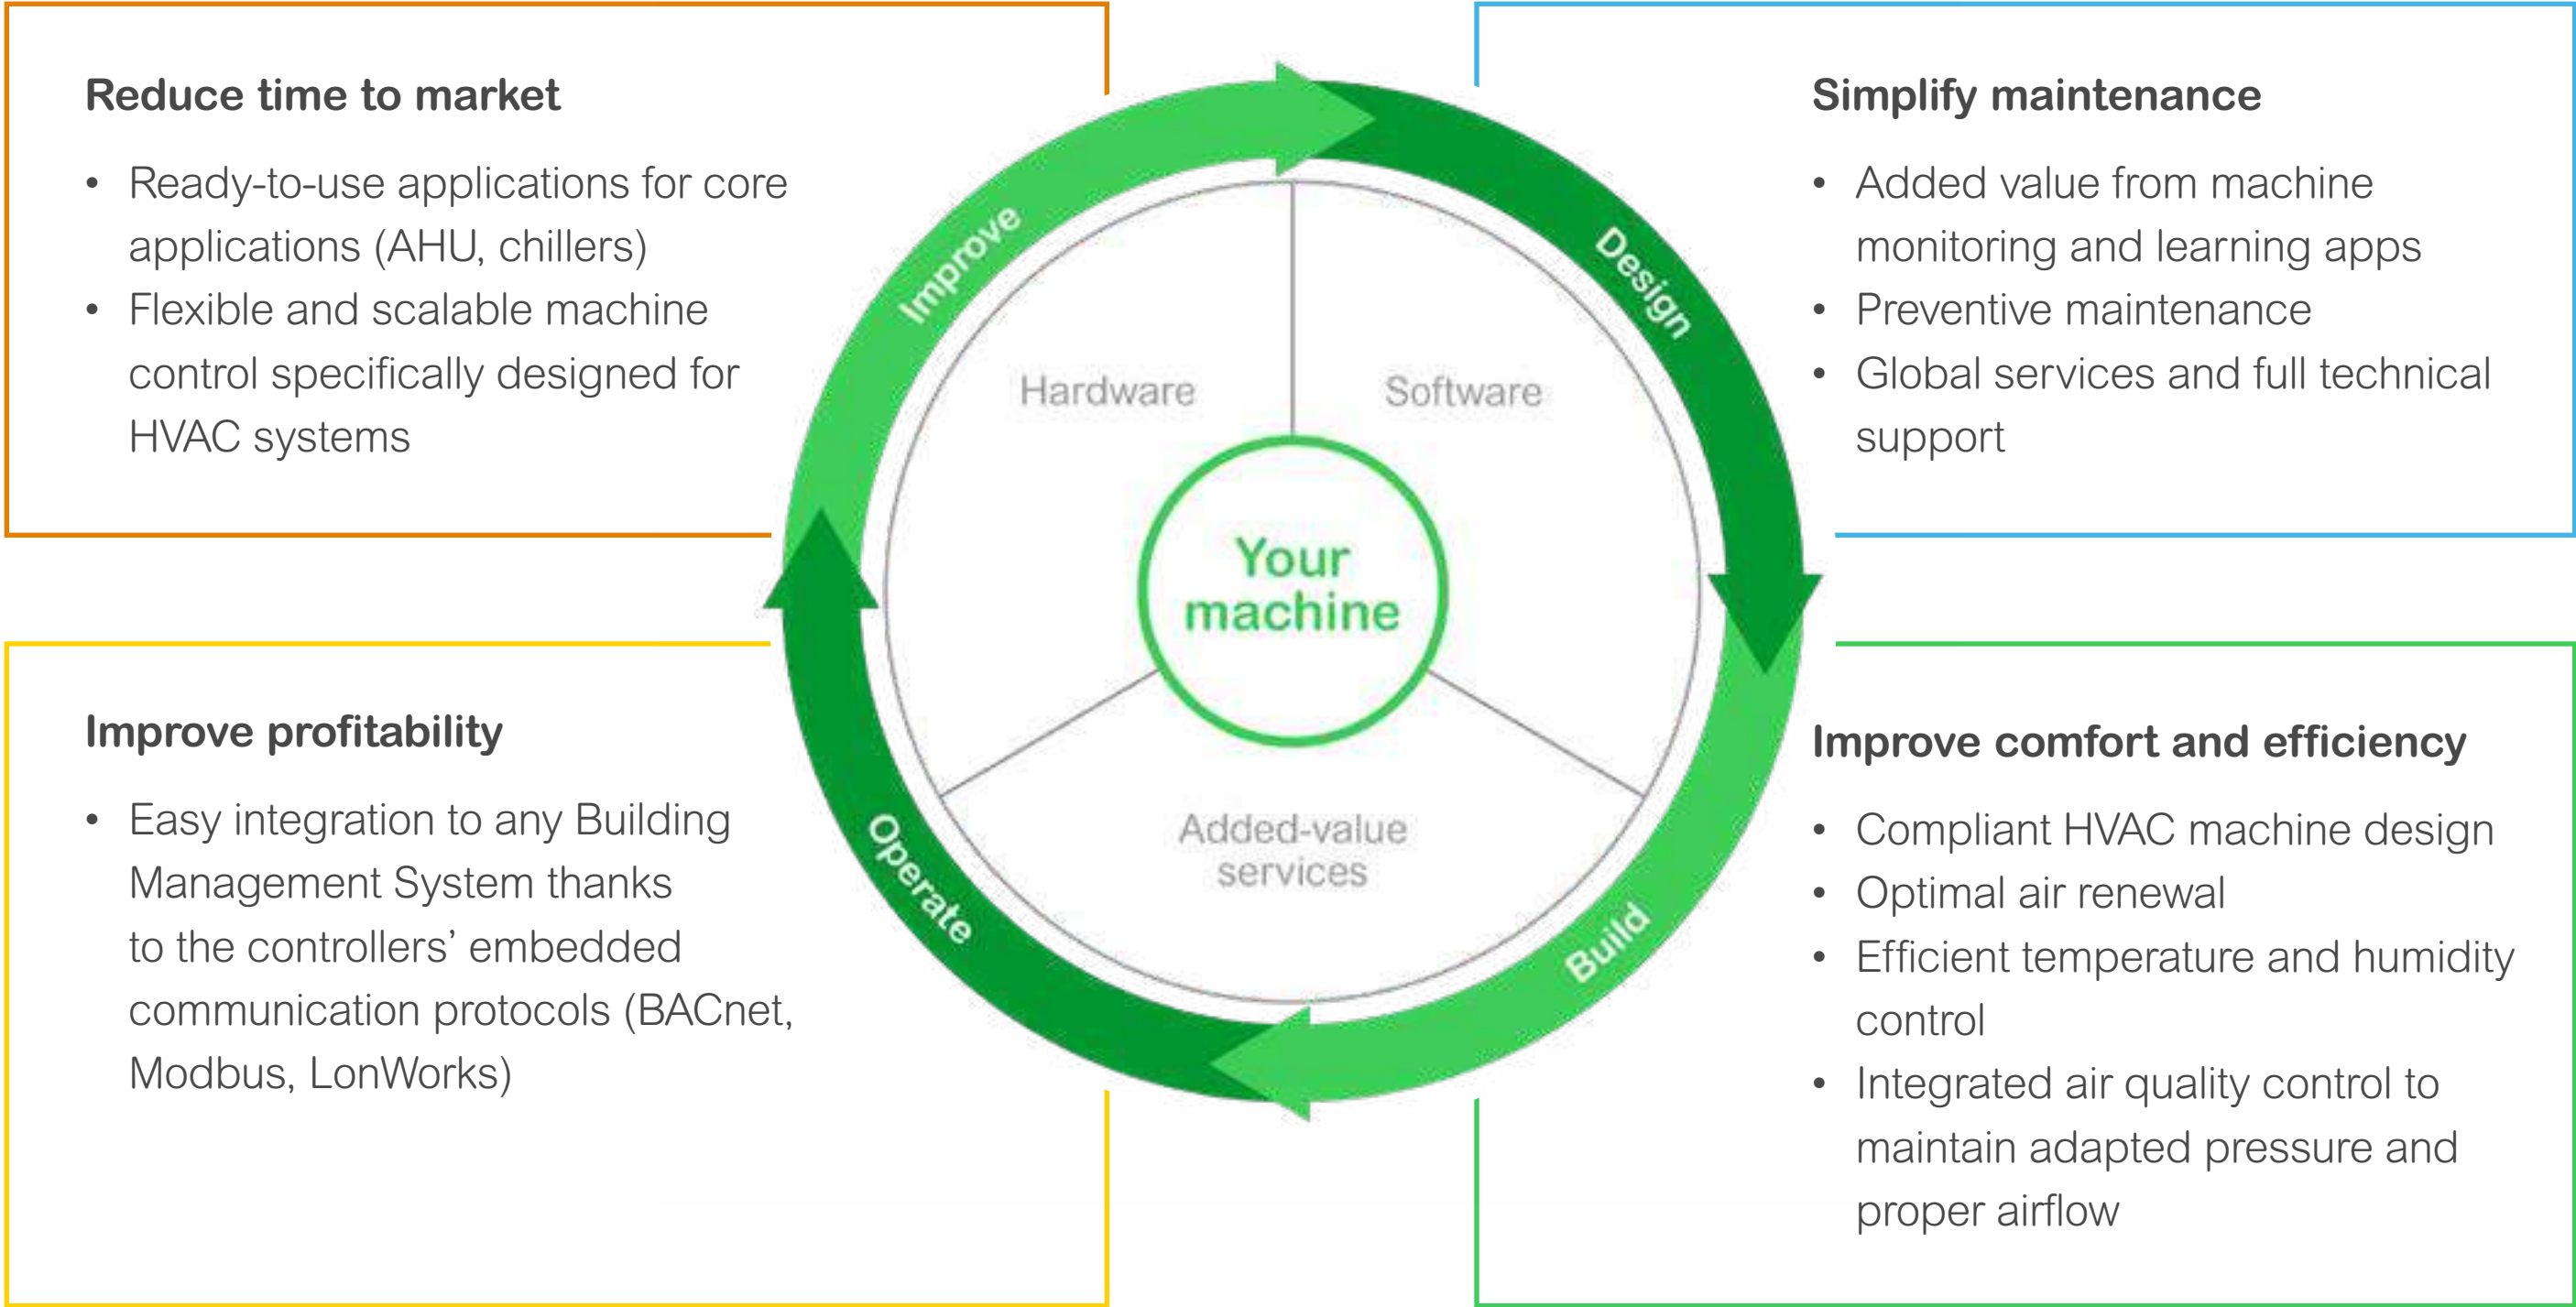 Reduce time to market
• Ready-to-use applications for core
applications (AHU, chillers)
• Flexible and scalable machine
control specifically designed for
HVAC systems
Simplify maintenance
• Added value from machine
monitoring and learning apps
• Preventive maintenance
• Global services and full technical
support
Improve
Design
Build
Operate
Hardware
Software
Your
machine
Added-value
services
Improve profitability
• Easy integration to any Building
Management System thanks
to the controllers’ embedded
communication protocols (BACnet,
Modbus, LonWorks)
Improve comfort and efficiency
• Compliant HVAC machine design
• Optimal air renewal
• Efficient temperature and humidity
control
• Integrated air quality control to
maintain adapted pressure and
proper airflow